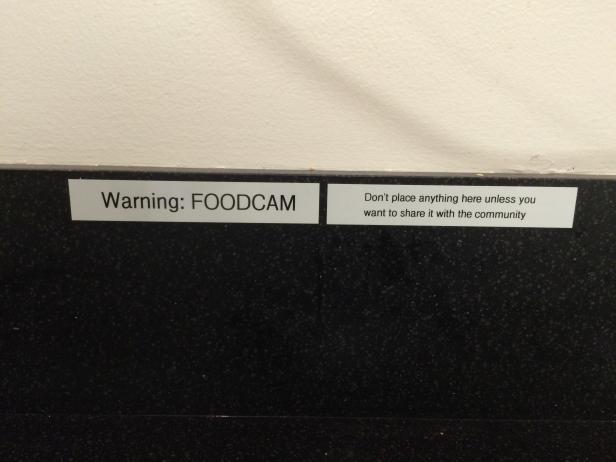 Warning: FOODCAM
Don't place anything here unless you
want to share it with the community